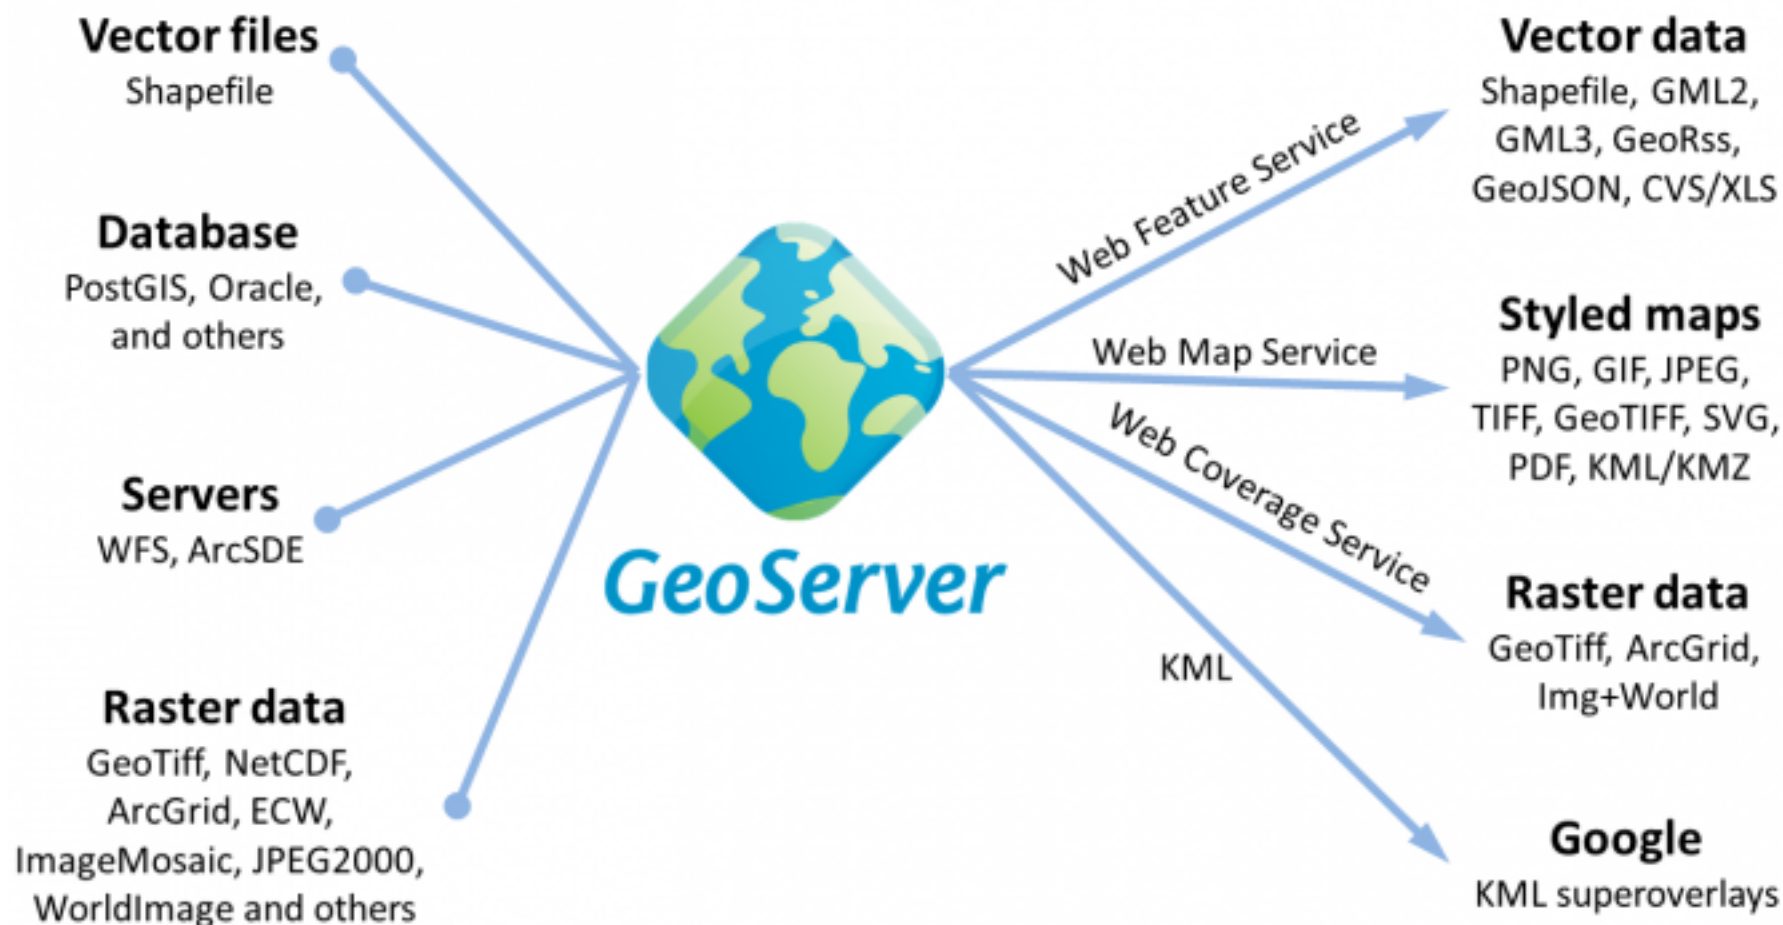 Vector files
Shapefile
Database
PostGIS, Oracle,
and others
Servers
WFS, ArcSDE
Raster data
GeoTiff, NetCDF,
ArcGrid, ECW,
ImageMosaic, JPEG2000,
WorldImage and others
GeoServer
Web Feature Service
Web Map Service
Web Coverage Service
KML
Vector data
Shapefile, GML2,
GML3, GeoRss,
GeoJSON, CVS/XLS
Styled maps
PNG, GIF, JPEG,
TIFF, GeoTIFF, SVG,
PDF, KML/KMZ
Raster data
GeoTiff, ArcGrid,
Img+World
Google
KML superoverlays